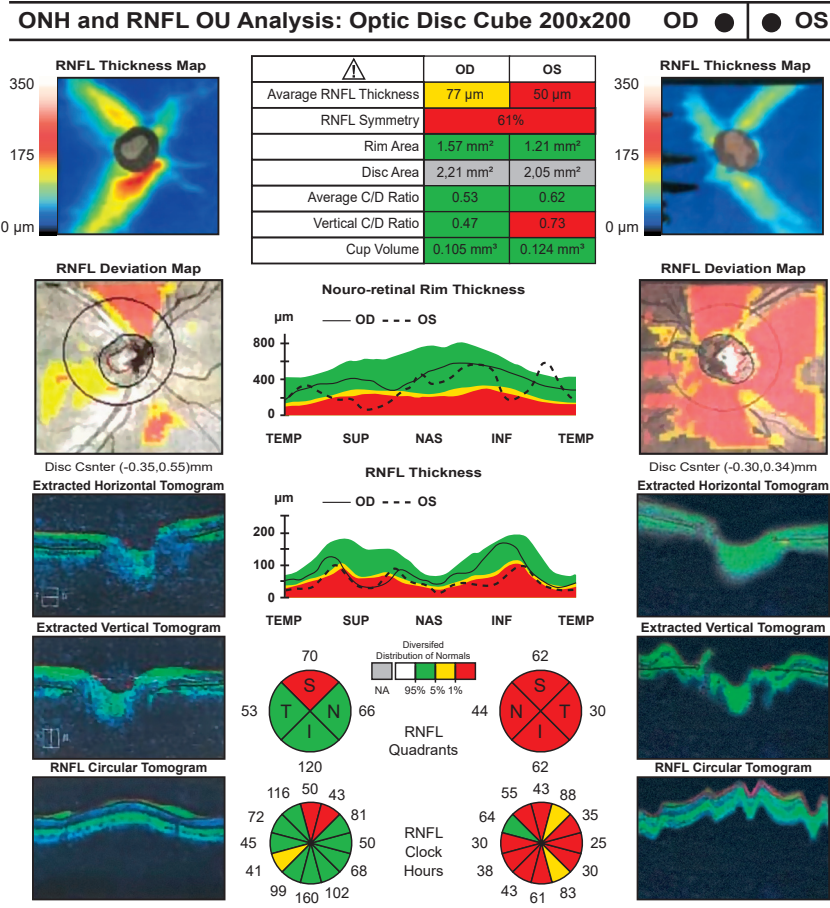 ONH and RNFL OU Analysis: Optic Disc Cube 200x200 OD OS
RNFL Thickness Map
350
175
0 µm
OD OS
Avarage RNFL Thickness 77 µm 50 µm
RNFL Symmetry 61%
Rim Area 1.57 mm² 1.21 mm²
Disc Area 2,21 mm² 2,05 mm²
Average C/D Ratio 0.53 0.62
Vertical C/D Ratio 0.47 0.73
Cup Volume 0.105 mm³ 0.124 mm³
RNFL Thickness Map
350
175
0 µm
RNFL Deviation Map
Disc Csnter (-0.35,0.55)mm
Nouro-retinal Rim Thickness
µm
OD OS
800
400
0
TEMP SUP NAS INF TEMP
RNFL Deviation Map
Disc Csnter (-0.30,0.34)mm
Extracted Horizontal Tomogram
RNFL Thickness
µm
OD OS
200
100
0
TEMP SUP NAS INF TEMP
Extracted Horizontal Tomogram
Extracted Vertical Tomogram
Diversifed
Distribution of Normals
NA 95% 5% 1%
70
S
53 T N 66
I
120
RNFL
Quadrants
62
S
44 N T 30
I
62
Extracted Vertical Tomogram
RNFL Circular Tomogram
116 50 43
72 81
45 50
41 68
99 160 102
RNFL
Clock
Hours
55 43 88
64 35
30 25
38 30
43 61 83
RNFL Circular Tomogram